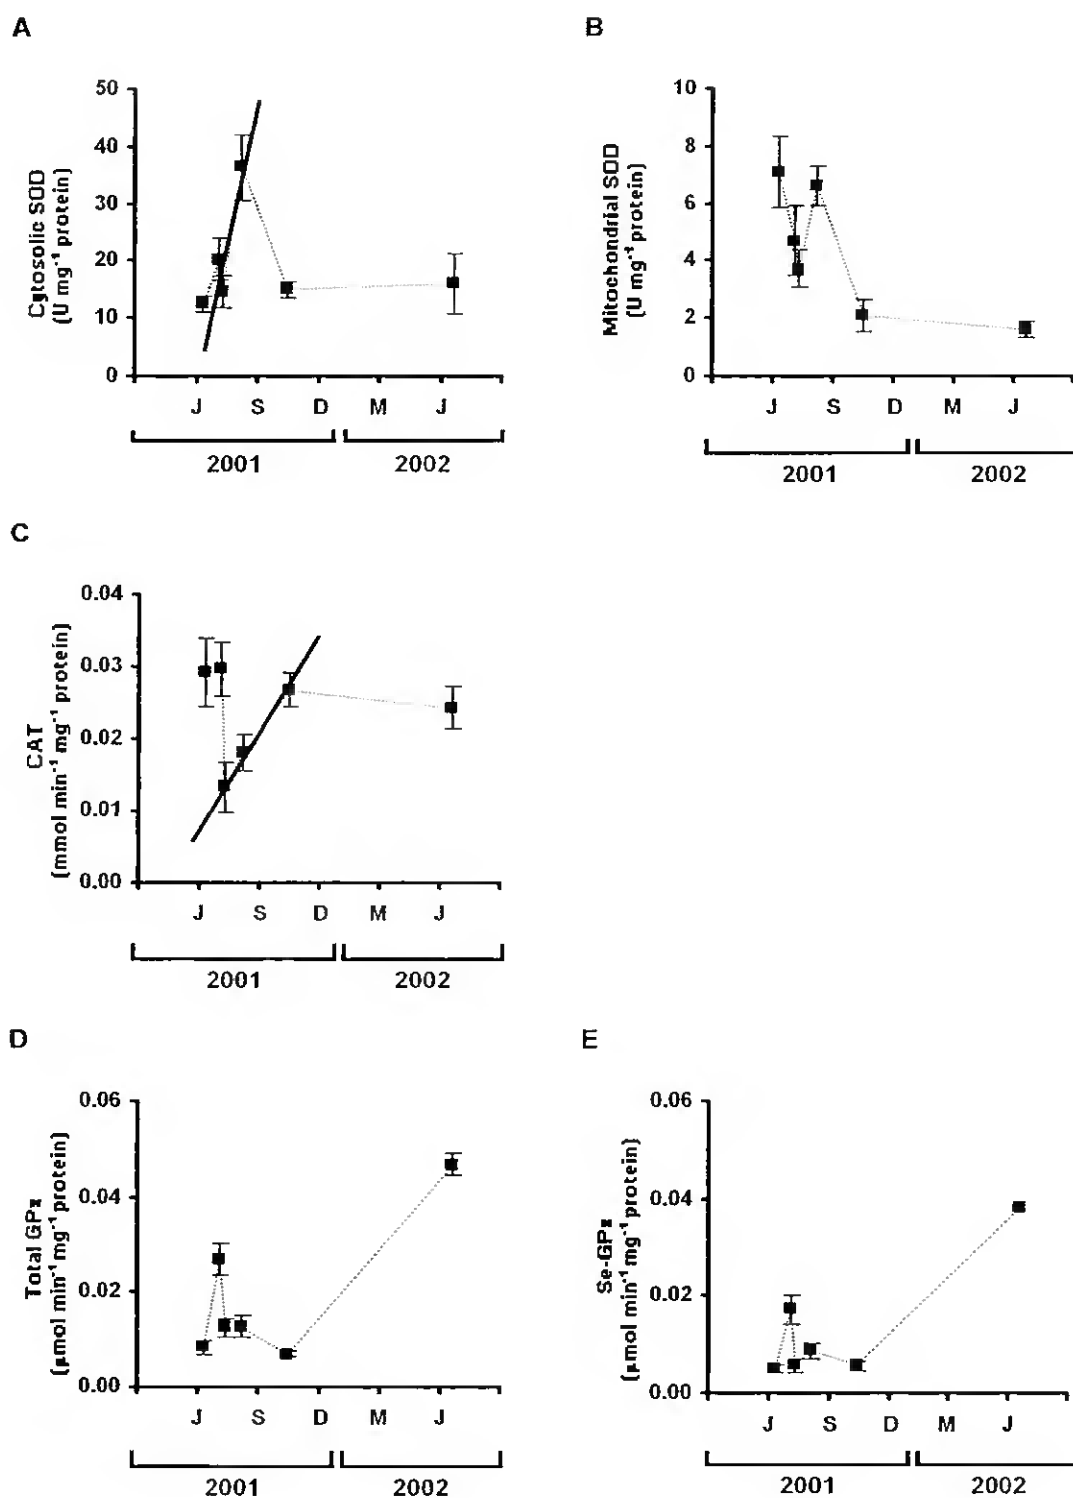 A
Cytosolic SOD
(U mg⁻¹ protein)
50
40
30
20
10
0
J S D M J
2001 2002
B
Mitochondrial SOD
(U mg⁻¹ protein)
10
8
6
4
2
0
J S D M J
2001 2002
C
CAT
(mmol min⁻¹ mg⁻¹ protein)
0.04
0.03
0.02
0.01
0.00
J S D M J
2001 2002
D
Total GPx
(μmol min⁻¹ mg⁻¹ protein)
0.06
0.04
0.02
0.00
J S D M J
2001 2002
E
Se-GPx
(μmol min⁻¹ mg⁻¹ protein)
0.06
0.04
0.02
0.00
J S D M J
2001 2002